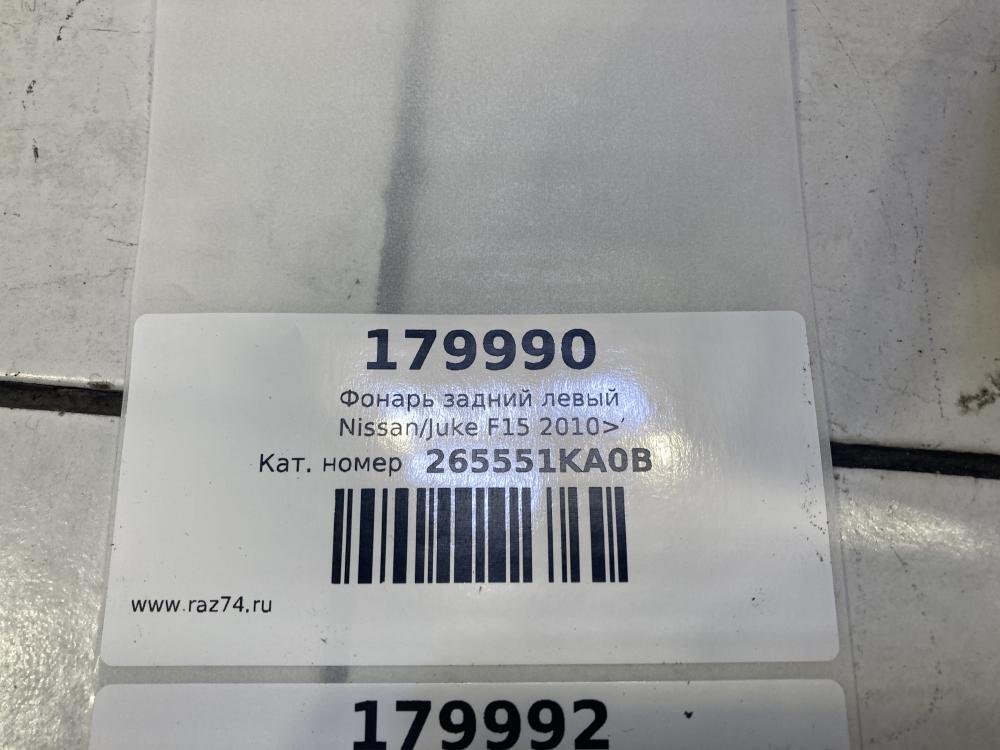 179990
Фонарь задний левый
Nissan/Juke F15 2010>'
Кат. номер 265551KA0B
www.raz74.ru
179992